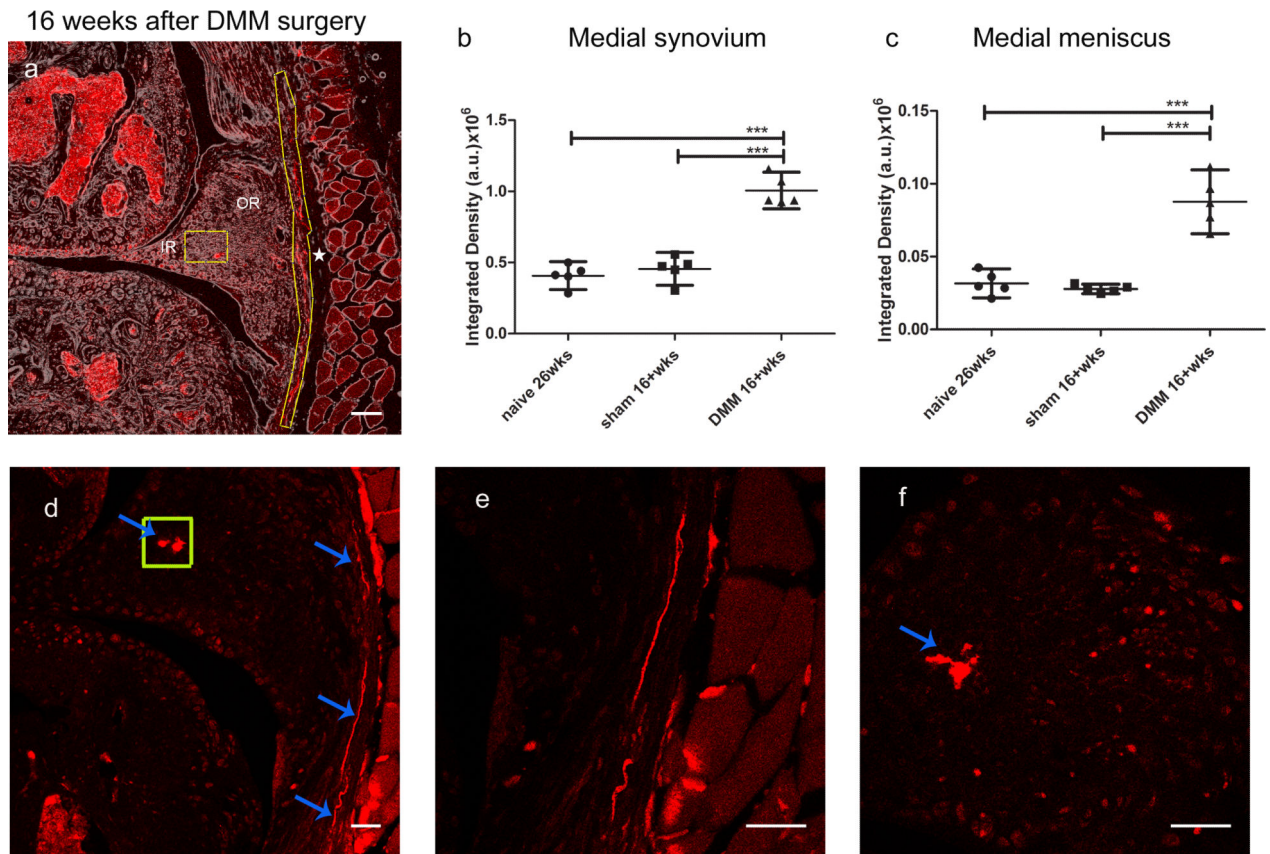 16 weeks after DMM surgery
a
OR
IR
b Medial synovium
Integrated Density (a.u.)x10⁶
1.5
1.0
0.5
0.0
***
***
naive 26wks
sham 16+wks
DMM 16+wks
c Medial meniscus
Integrated Density (a.u.)x10⁶
0.15
0.10
0.05
0.00
***
***
naive 26wks
sham 16+wks
DMM 16+wks
d
e
f